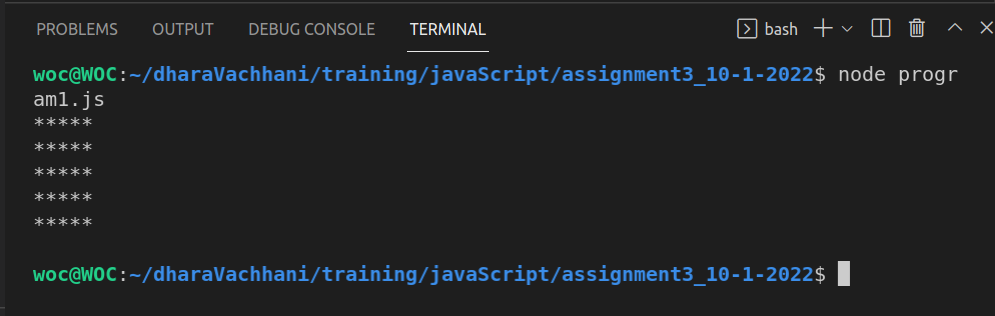 PROBLEMS OUTPUT DEBUG CONSOLE TERMINAL bash
woc@WOC:~/dharaVachhani/training/javaScript/assignment3_10-1-2022$ node progr
am1.js
*****
*****
*****
*****
*****
woc@WOC:~/dharaVachhani/training/javaScript/assignment3_10-1-2022$